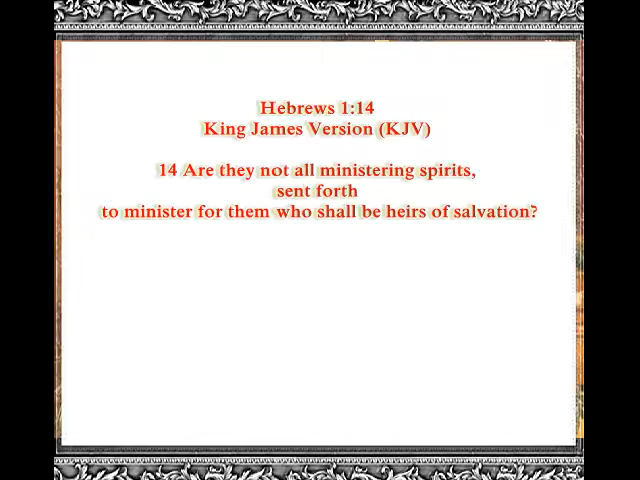 Hebrews 1:14
King James Version (KJV)
14 Are they not all ministering spirits,
sent forth
to minister for them who shall be heirs of salvation?